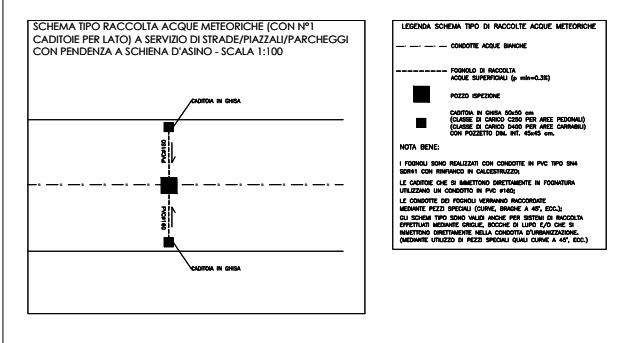 SCHEMA TIPO RACCOLTA ACQUE METEORICHE (CON N°1
CADITOIE PER LATO) A SERVIZIO DI STRADE/PIAZZALI/PARCHEGGI
CON PENDENZA A SCHIENA D'ASINO - SCALA 1:100
CADITOIA IN GHISA
PVCØ160
PVCØ160
CADITOIA IN GHISA
LEGENDA SCHEMA TIPO DI RACCOLTE ACQUE METEORICHE
CONDOTTE ACQUE BIANCHE
FOGNOLO DI RACCOLTA
ACQUE SUPERFICIALI (p min=0.3%)
POZZO ISPEZIONE
CADITOIA IN GHISA 50x50 cm
(CLASSE DI CARICO C250 PER AREE PEDONALI)
(CLASSE DI CARICO D400 PER AREE CARRABILI)
CON POZZETTO DIM. INT. 45x45 cm.
NOTA BENE:
I FOGNOLI SONO REALIZZATI CON CONDOTTE IN PVC TIPO SN4
SDR41 CON RINFIANCO IN CALCESTRUZZO;
LE CADITOIE CHE SI IMMETTONO DIRETTAMENTE IN FOGNATURA
UTILIZZANO UN CONDOTTO IN PVC ø160;
LE CONDOTTE DEI FOGNOLI VERRANNO RACCORDATE
MEDIANTE PEZZI SPECIALI (CURVE, BRAGHE A 45°, ECC.);
GLI SCHEMI TIPO SONO VALIDI ANCHE PER SISTEMI DI RACCOLTA
EFFETTUATI MEDIANTE GRIGLIE, BOCCHE DI LUPO E/O CHE SI
IMMETTONO DIRETTAMENTE NELLA CONDOTTA D'URBANIZZAZIONE.
(MEDIANTE UTILIZZO DI PEZZI SPECIALI QUALI CURVE A 45°, ECC.)